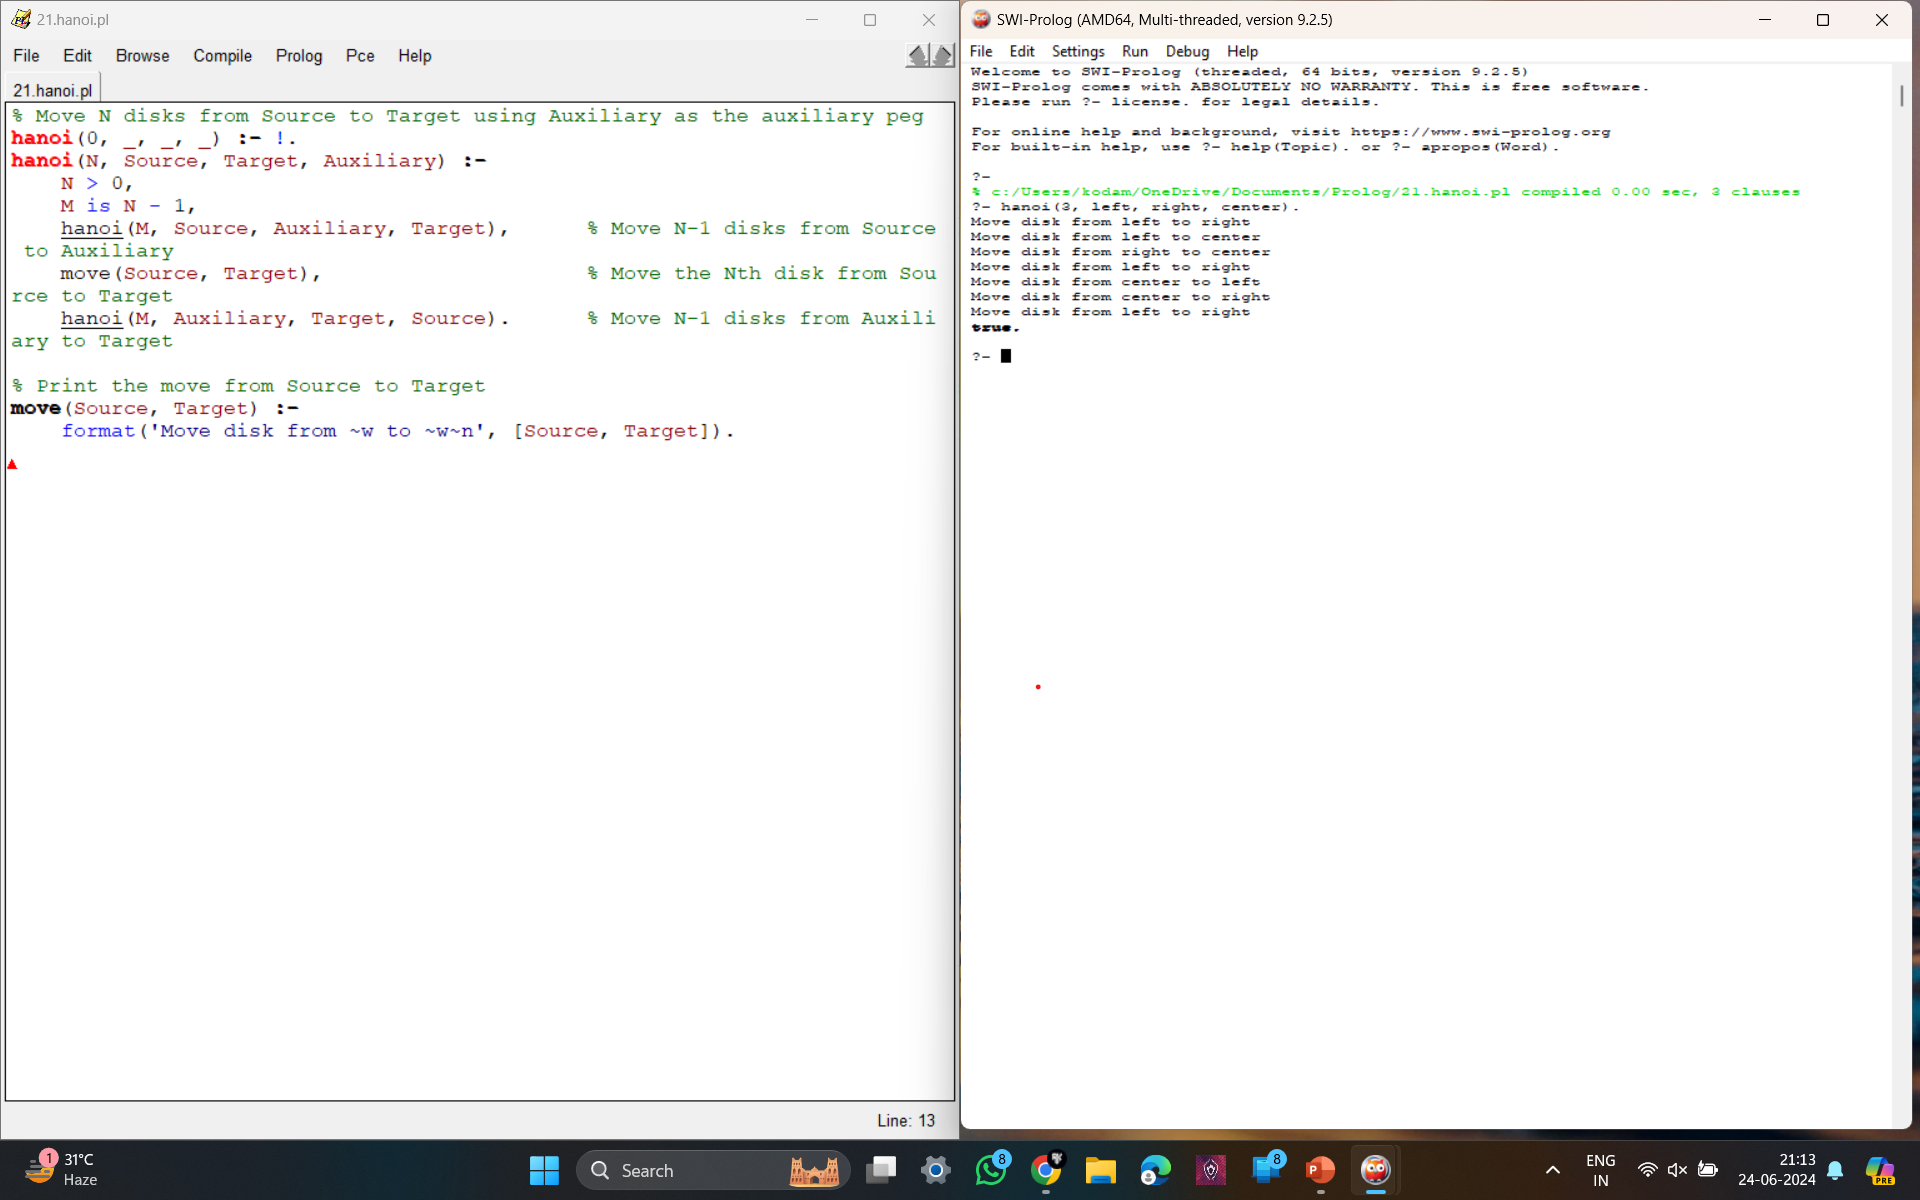 21.hanoi.pl
File Edit Browse Compile Prolog Pce Help
21.hanoi.pl
% Move N disks from Source to Target using Auxiliary as the auxiliary peg
hanoi(0, _, _, _) :- !.
hanoi(N, Source, Target, Auxiliary) :-
    N > 0,
    M is N - 1,
    hanoi(M, Source, Auxiliary, Target),      % Move N-1 disks from Source
 to Auxiliary
    move(Source, Target),                     % Move the Nth disk from Sou
rce to Target
    hanoi(M, Auxiliary, Target, Source).      % Move N-1 disks from Auxili
ary to Target
% Print the move from Source to Target
move(Source, Target) :-
    format('Move disk from ~w to ~w~n', [Source, Target]).
Line: 13
SWI-Prolog (AMD64, Multi-threaded, version 9.2.5)
File Edit Settings Run Debug Help
Welcome to SWI-Prolog (threaded, 64 bits, version 9.2.5)
SWI-Prolog comes with ABSOLUTELY NO WARRANTY. This is free software.
Please run ?- license. for legal details.
For online help and background, visit https://www.swi-prolog.org
For built-in help, use ?- help(Topic). or ?- apropos(Word).
?-
% c:/Users/kodam/OneDrive/Documents/Prolog/21.hanoi.pl compiled 0.00 sec, 3 clauses
?- hanoi(3, left, right, center).
Move disk from left to right
Move disk from left to center
Move disk from right to center
Move disk from left to right
Move disk from center to left
Move disk from center to right
Move disk from left to right
true.
?-
1
31°C
Haze
Search
8
8
P
ENG
IN
21:13
24-06-2024
PRE